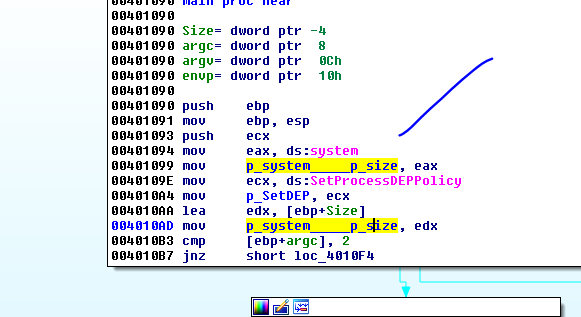 00401090 main proc near
00401090
00401090 Size= dword ptr -4
00401090 argc= dword ptr 8
00401090 argv= dword ptr 0Ch
00401090 envp= dword ptr 10h
00401090
00401090 push ebp
00401091 mov ebp, esp
00401093 push ecx
00401094 mov eax, ds:system
00401099 mov p_system_____p_size, eax
0040109E mov ecx, ds:SetProcessDEPPolicy
004010A4 mov p_SetDEP, ecx
004010AA lea edx, [ebp+Size]
004010AD mov p_system_____p_size, edx
004010B3 cmp [ebp+argc], 2
004010B7 jnz short loc_4010F4